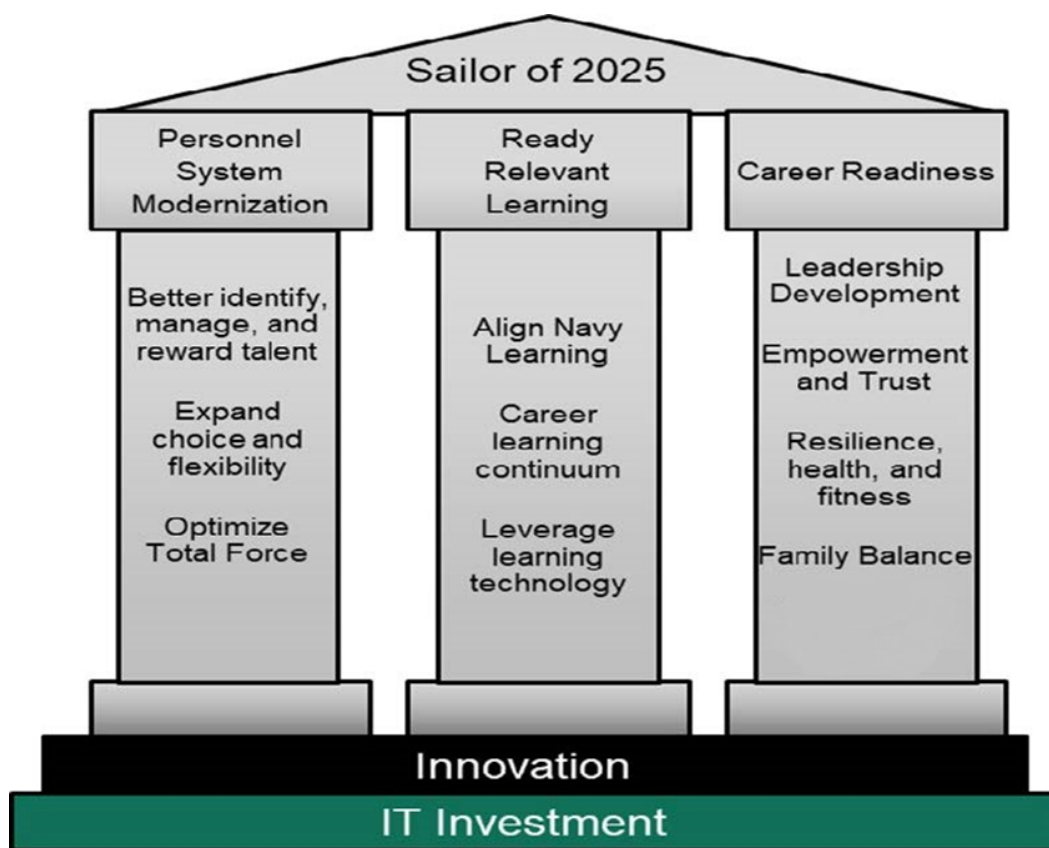 Sailor of 2025
Personnel
System
Modernization
Better identify,
manage, and
reward talent
Expand
choice and
flexibility
Optimize
Total Force
Ready
Relevant
Learning
Align Navy
Learning
Career
learning
continuum
Leverage
learning
technology
Career Readiness
Leadership
Development
Empowerment
and Trust
Resilience,
health, and
fitness
Family Balance
Innovation
IT Investment